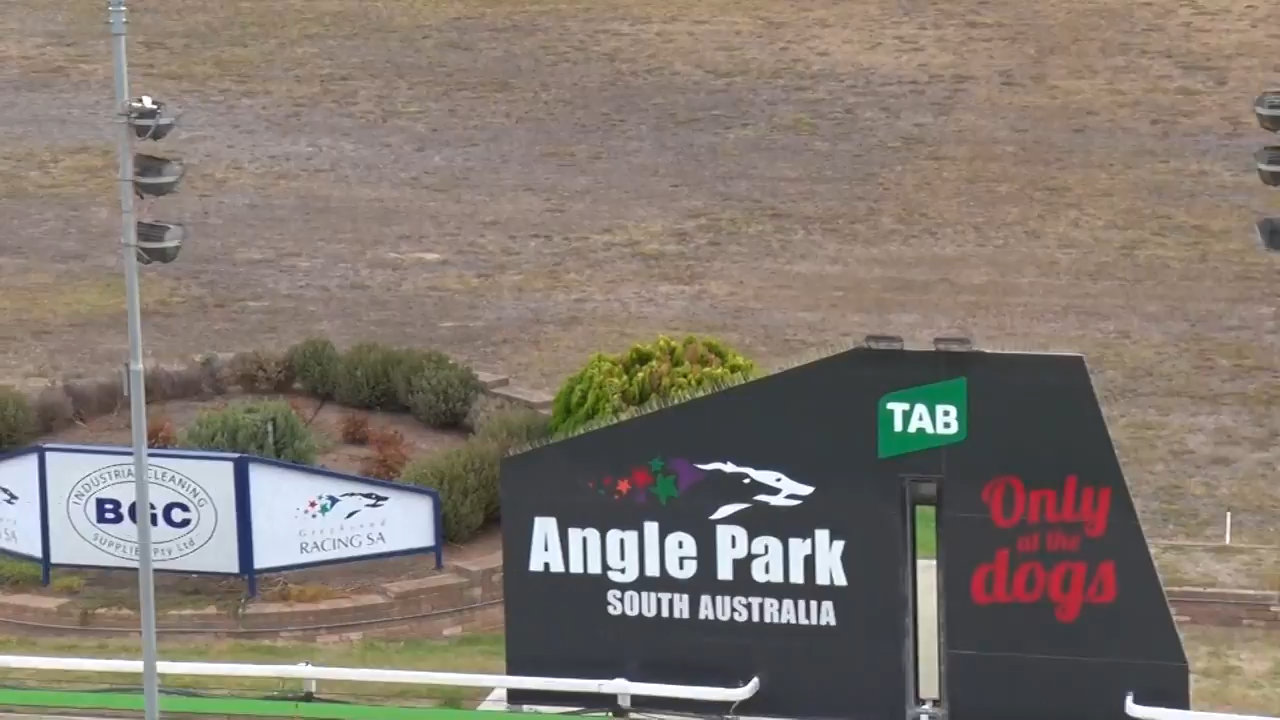 TAB
Only
at the
dogs
Angle Park
SOUTH AUSTRALIA
INDUSTRIAL CLEANING
BGC
SUPPLIES Pty Ltd
Greyhound
RACING SA